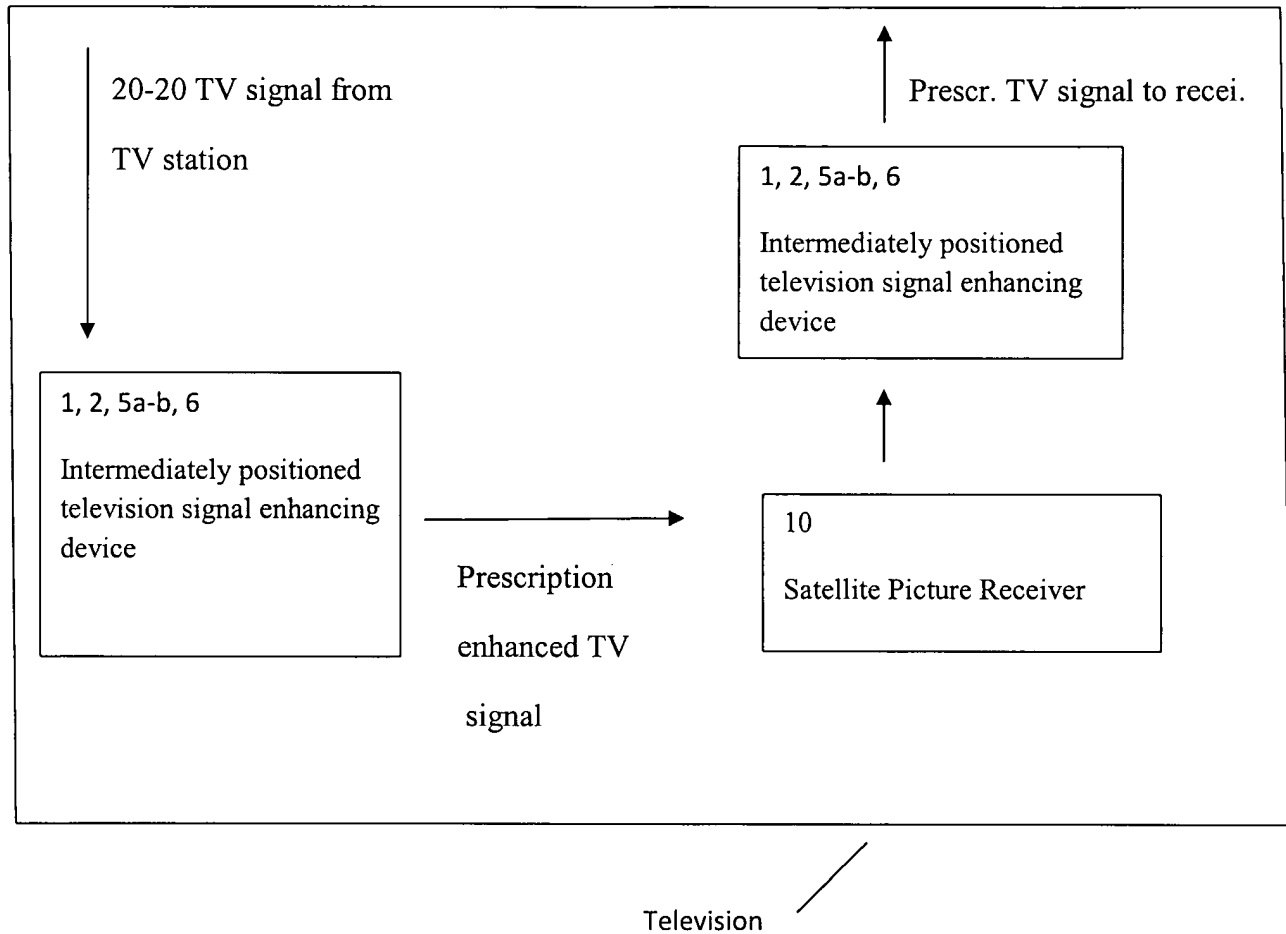 20-20 TV signal from
TV station
Prescr. TV signal to recei.
1, 2, 5a-b, 6
Intermediately positioned
television signal enhancing
device
1, 2, 5a-b, 6
Intermediately positioned
television signal enhancing
device
Prescription
enhanced TV
signal
10
Satellite Picture Receiver
Television